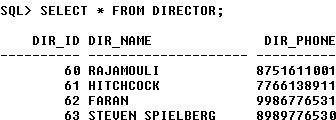 SQL> SELECT * FROM DIRECTOR;
DIR_ID DIR_NAME DIR_PHONE
60 RAJAMOULI 8751611001
61 HITCHCOCK 7766138911
62 FARAN 9986776531
63 STEVEN SPIELBERG 8989776530